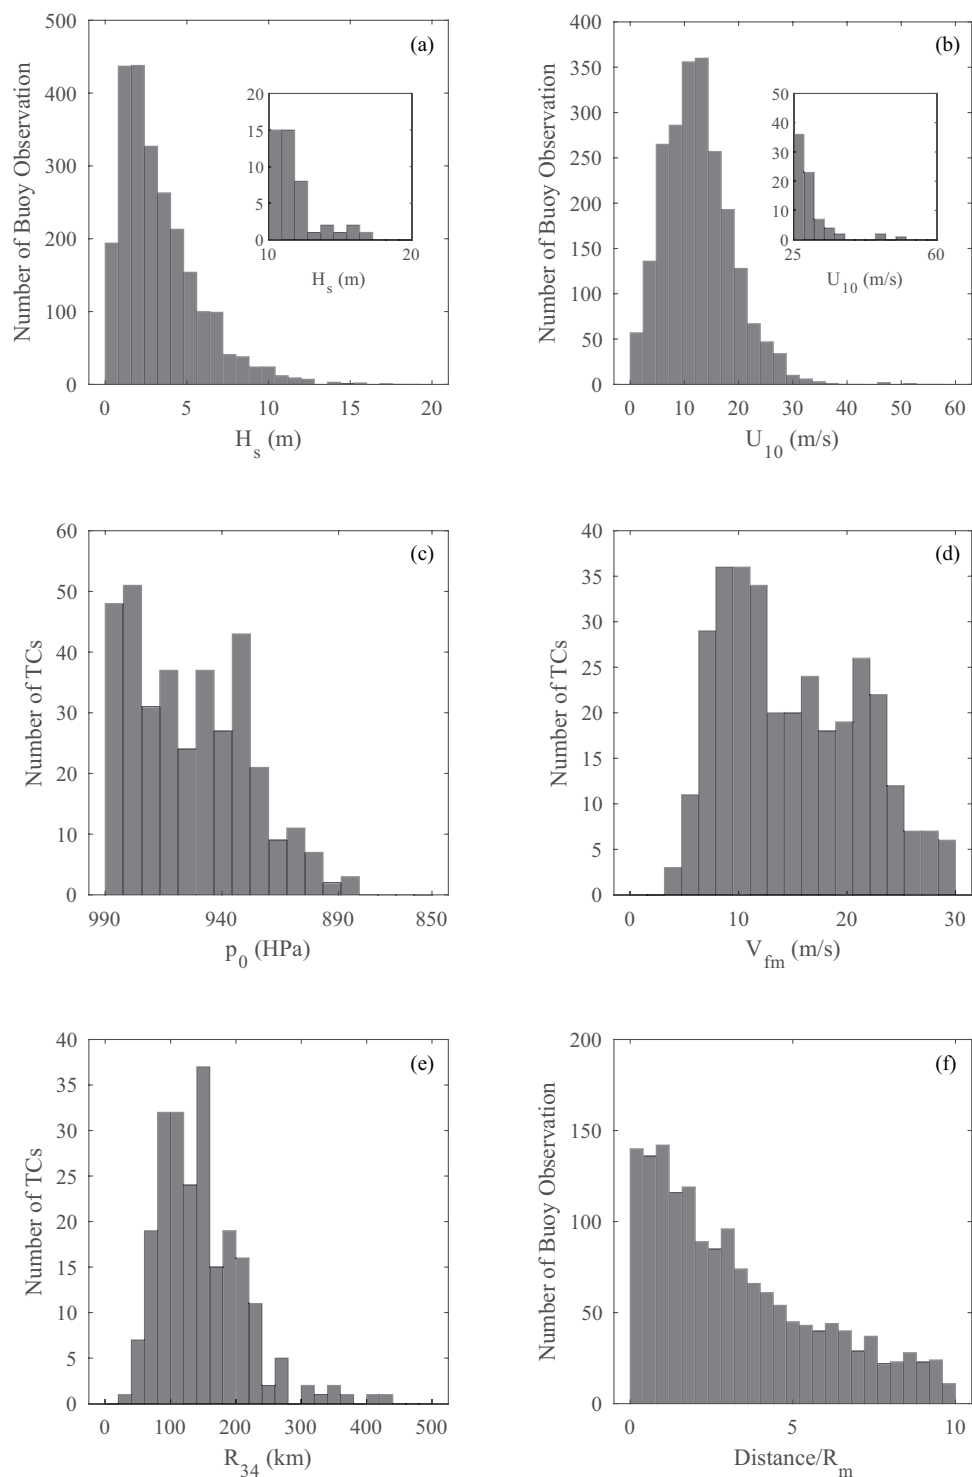 (a)
Number of Buoy Observation
500
400
300
200
100
0
0 5 10 15 20
H_s (m)
20
15
10
5
0
10 20
H_s (m)
(b)
Number of Buoy Observation
400
350
300
250
200
150
100
50
0
0 10 20 30 40 50 60
U_10 (m/s)
50
40
30
20
10
0
25 60
U_10 (m/s)
(c)
Number of TCs
60
50
40
30
20
10
0
990 940 890 850
p_0 (HPa)
(d)
Number of TCs
40
35
30
25
20
15
10
5
0
0 10 20 30
V_fm (m/s)
(e)
Number of TCs
40
35
30
25
20
15
10
5
0
0 100 200 300 400 500
R_34 (km)
(f)
Number of Buoy Observation
200
150
100
50
0
0 5 10
Distance/R_m